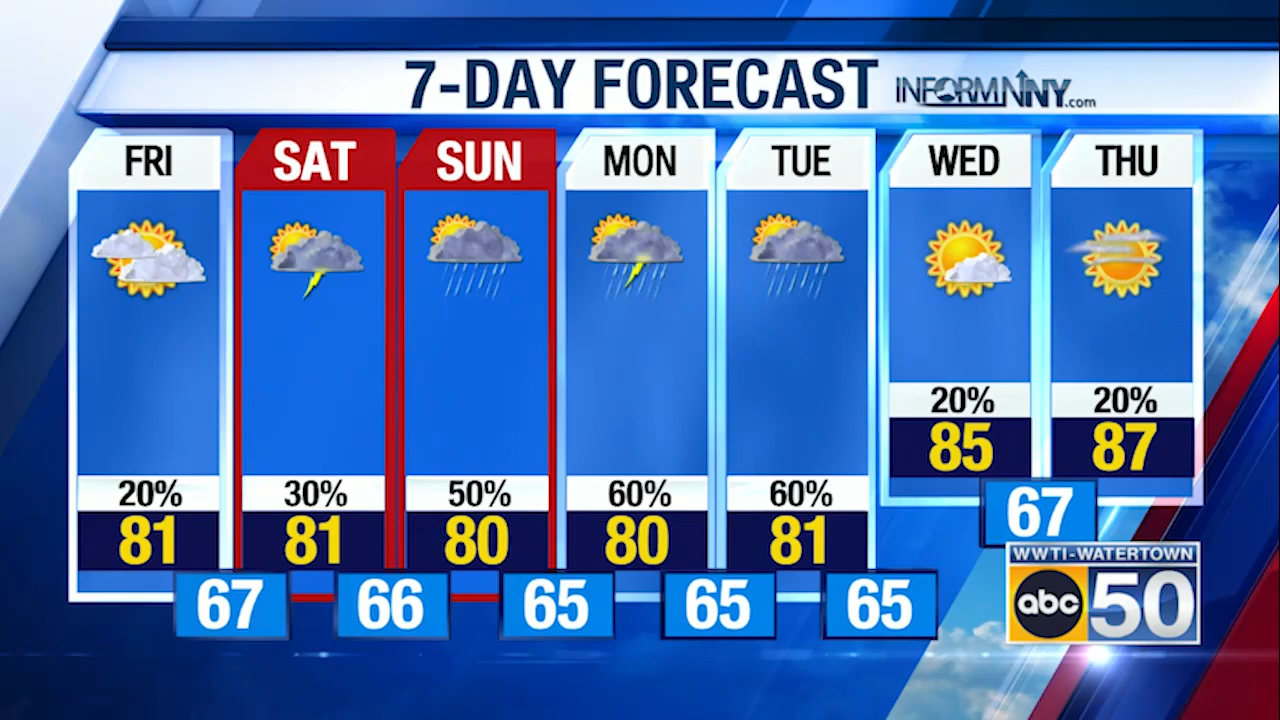 7-DAY FORECAST INFORMNNY.com
FRI SAT SUN MON TUE WED THU
20% 20%
85 87
20% 30% 50% 60% 60%
81 81 80 80 81
67
67 66 65 65 65
WWTI-WATERTOWN
abc 50